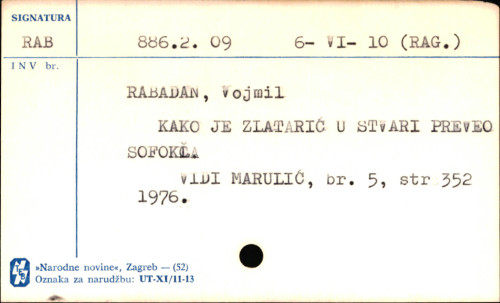 SIGNATURA
RAB 886.2. 09 6- VI- 10 (RAG.)
INV br.
RABADAN, Vojmil
KAKO JE ZLATARIĆ U STVARI PREVEO
SOFOKLA
VIDI MARULIĆ, br. 5, str 352
1976.
»Narodne novine«, Zagreb — (52)
Oznaka za narudžbu: UT-XI/11-13